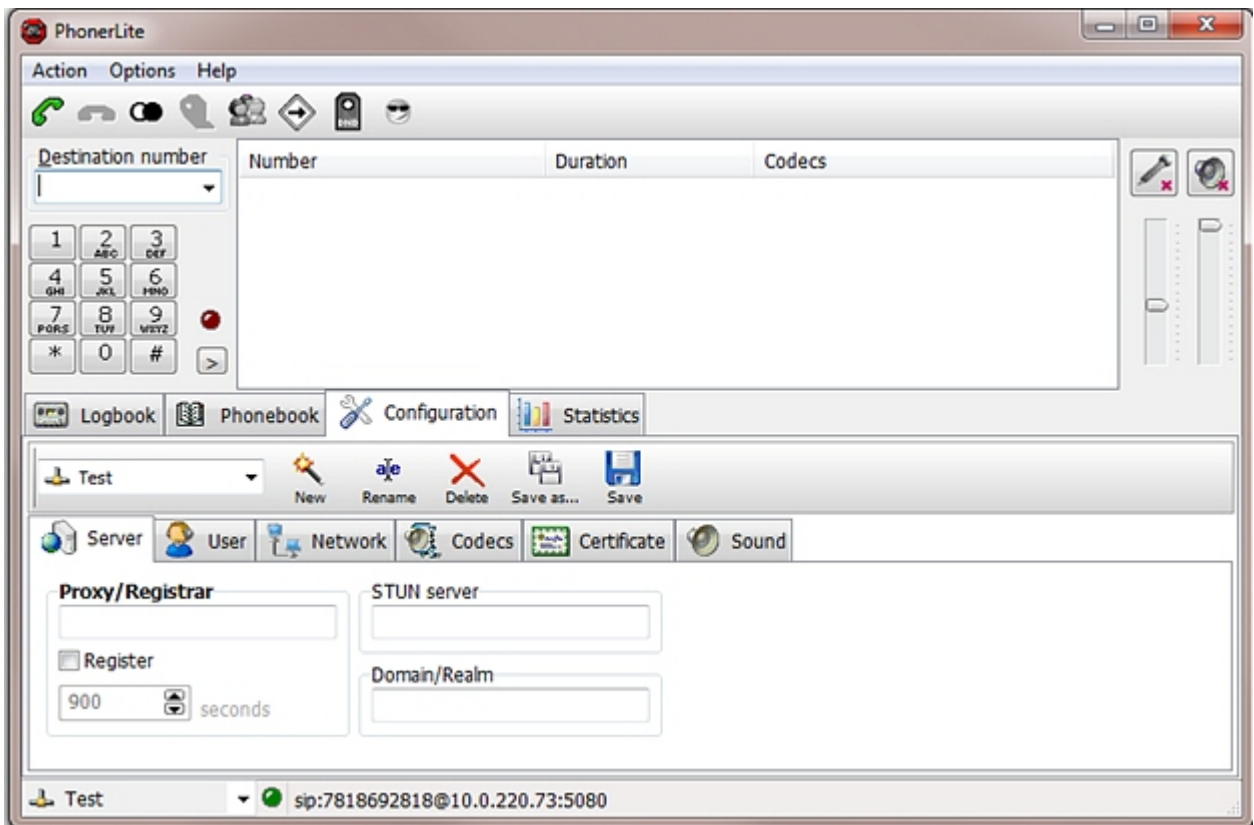 PhonerLite
Action Options Help
DND
Destination number
Number Duration Codecs
1 2 ABC 3 DEF
4 GHI 5 JKL 6 MNO
7 PQRS 8 TUV 9 WXYZ
* 0 # >
Logbook Phonebook Configuration Statistics
Test New Rename Delete Save as... Save
Server User Network Codecs Certificate Sound
Proxy/Registrar STUN server
Register
Domain/Realm
900 seconds
Test sip:7818692818@10.0.220.73:5080